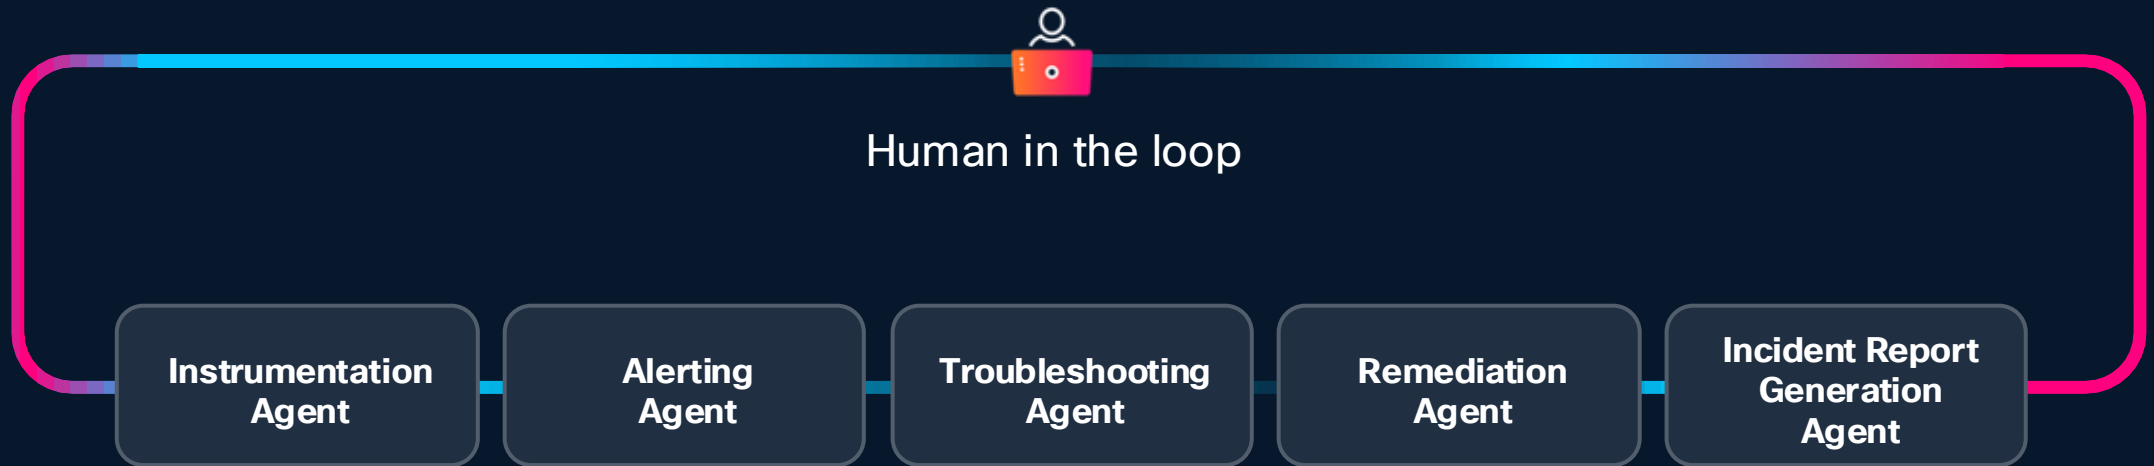 Human in the loop
Instrumentation
Agent
Alerting
Agent
Troubleshooting
Agent
Remediation
Agent
Incident Report
Generation
Agent